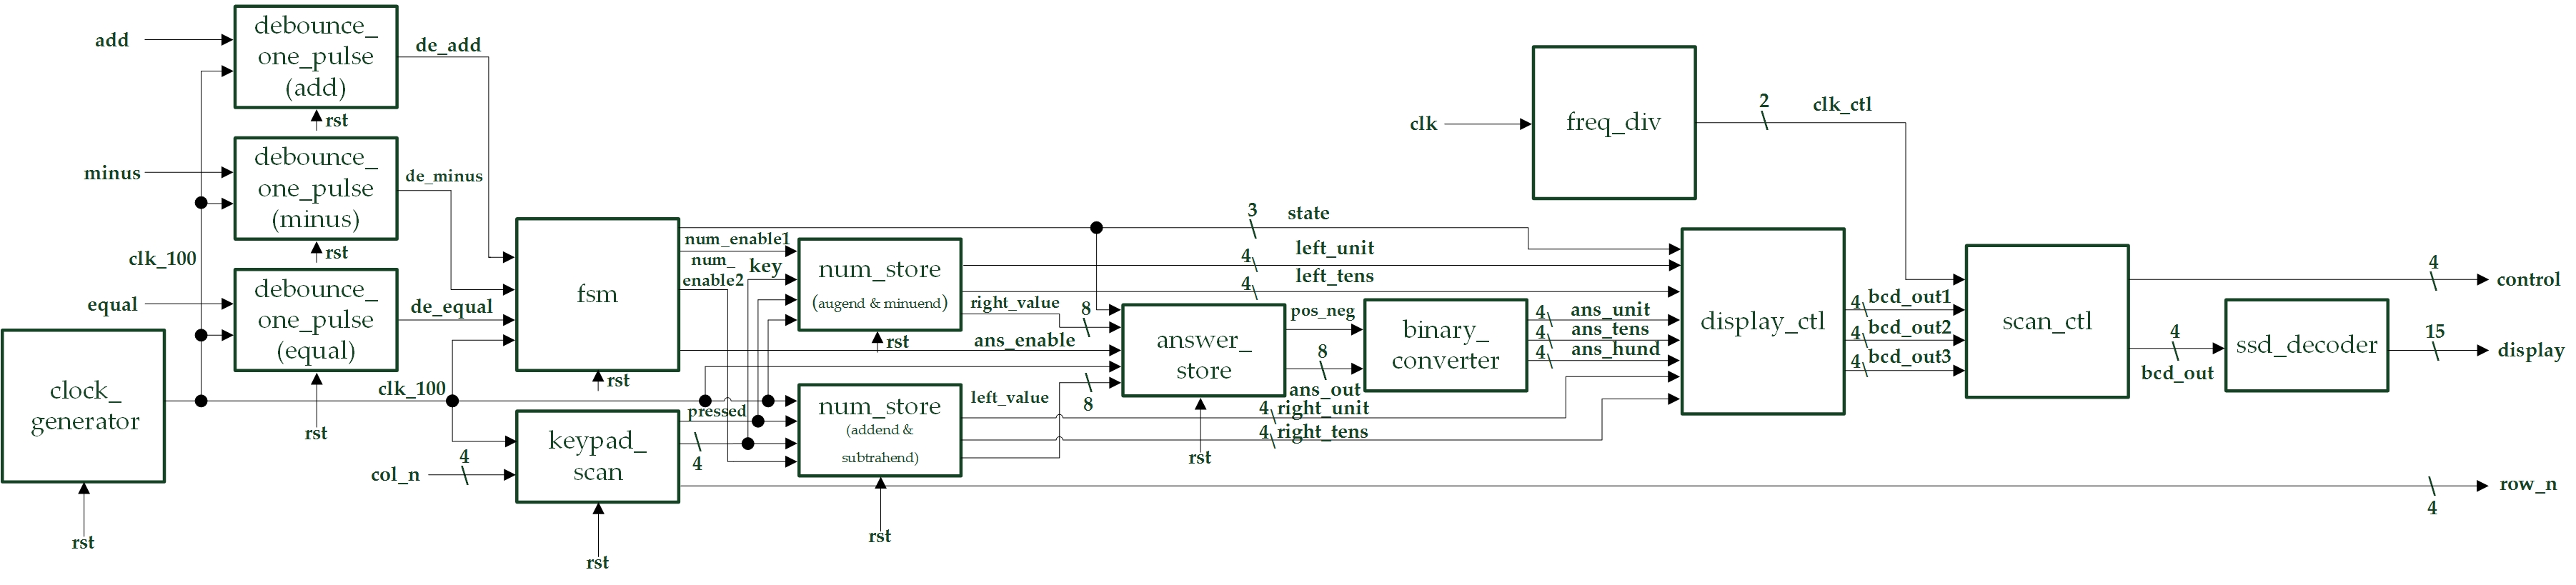 add
debounce_
one_pulse
(add)
de_add
rst
minus
debounce_
one_pulse
(minus)
de_minus
rst
clk_100
equal
debounce_
one_pulse
(equal)
de_equal
rst
clock_
generator
rst
clk_100
fsm
rst
col_n
4
keypad_
scan
rst
pressed
4
num_enable1
num_
enable2
key
num_store
(augend & minuend)
rst
right_value
8
ans_enable
num_store
(addend &
subtrahend)
rst
left_value
8
3
state
4
left_unit
4
left_tens
answer_
store
rst
pos_neg
8
ans_out
4
right_unit
4
right_tens
binary_
converter
4
ans_unit
4
ans_tens
4
ans_hund
clk
freq_div
2
clk_ctl
display_ctl
4
bcd_out1
4
bcd_out2
4
bcd_out3
scan_ctl
4
control
4
bcd_out
ssd_decoder
15
display
4
row_n